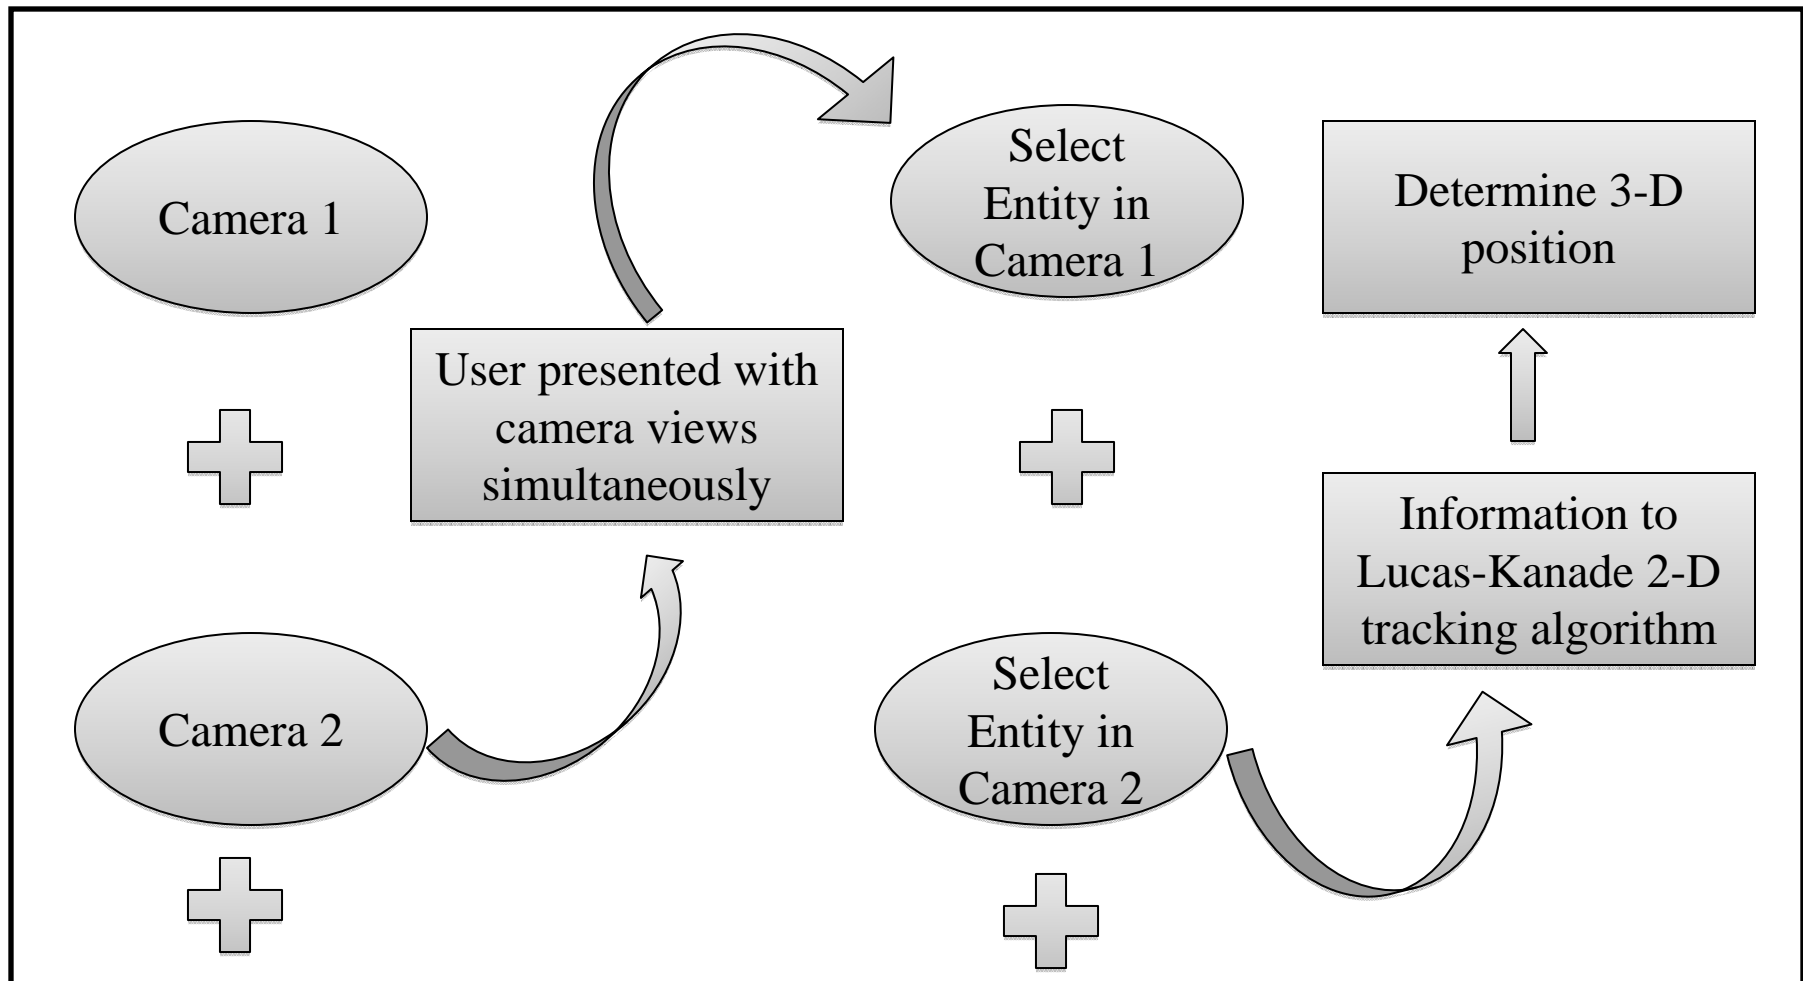 Camera 1
Camera 2
User presented with
camera views
simultaneously
Select
Entity in
Camera 1
Select
Entity in
Camera 2
Information to
Lucas-Kanade 2-D
tracking algorithm
Determine 3-D
position